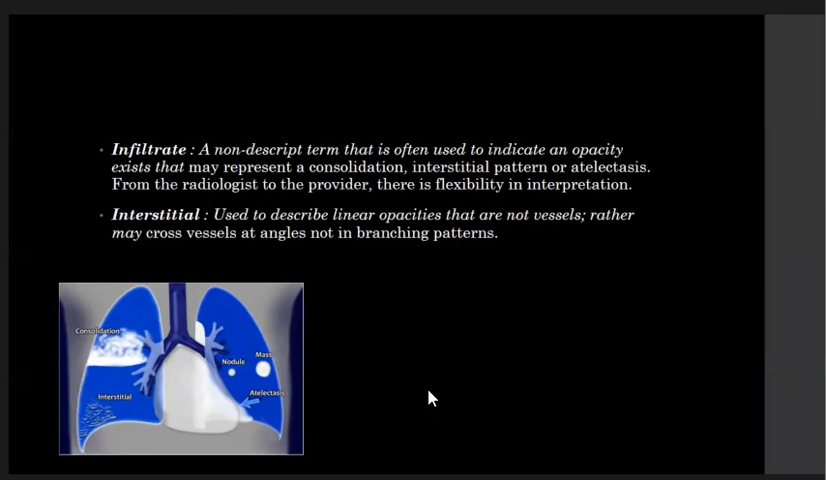 • Infiltrate : A non-descript term that is often used to indicate an opacity
exists that may represent a consolidation, interstitial pattern or atelectasis.
From the radiologist to the provider, there is flexibility in interpretation.
• Interstitial : Used to describe linear opacities that are not vessels; rather
may cross vessels at angles not in branching patterns.
Consolidation
Mass
Nodule
Atelectasis
Interstitial